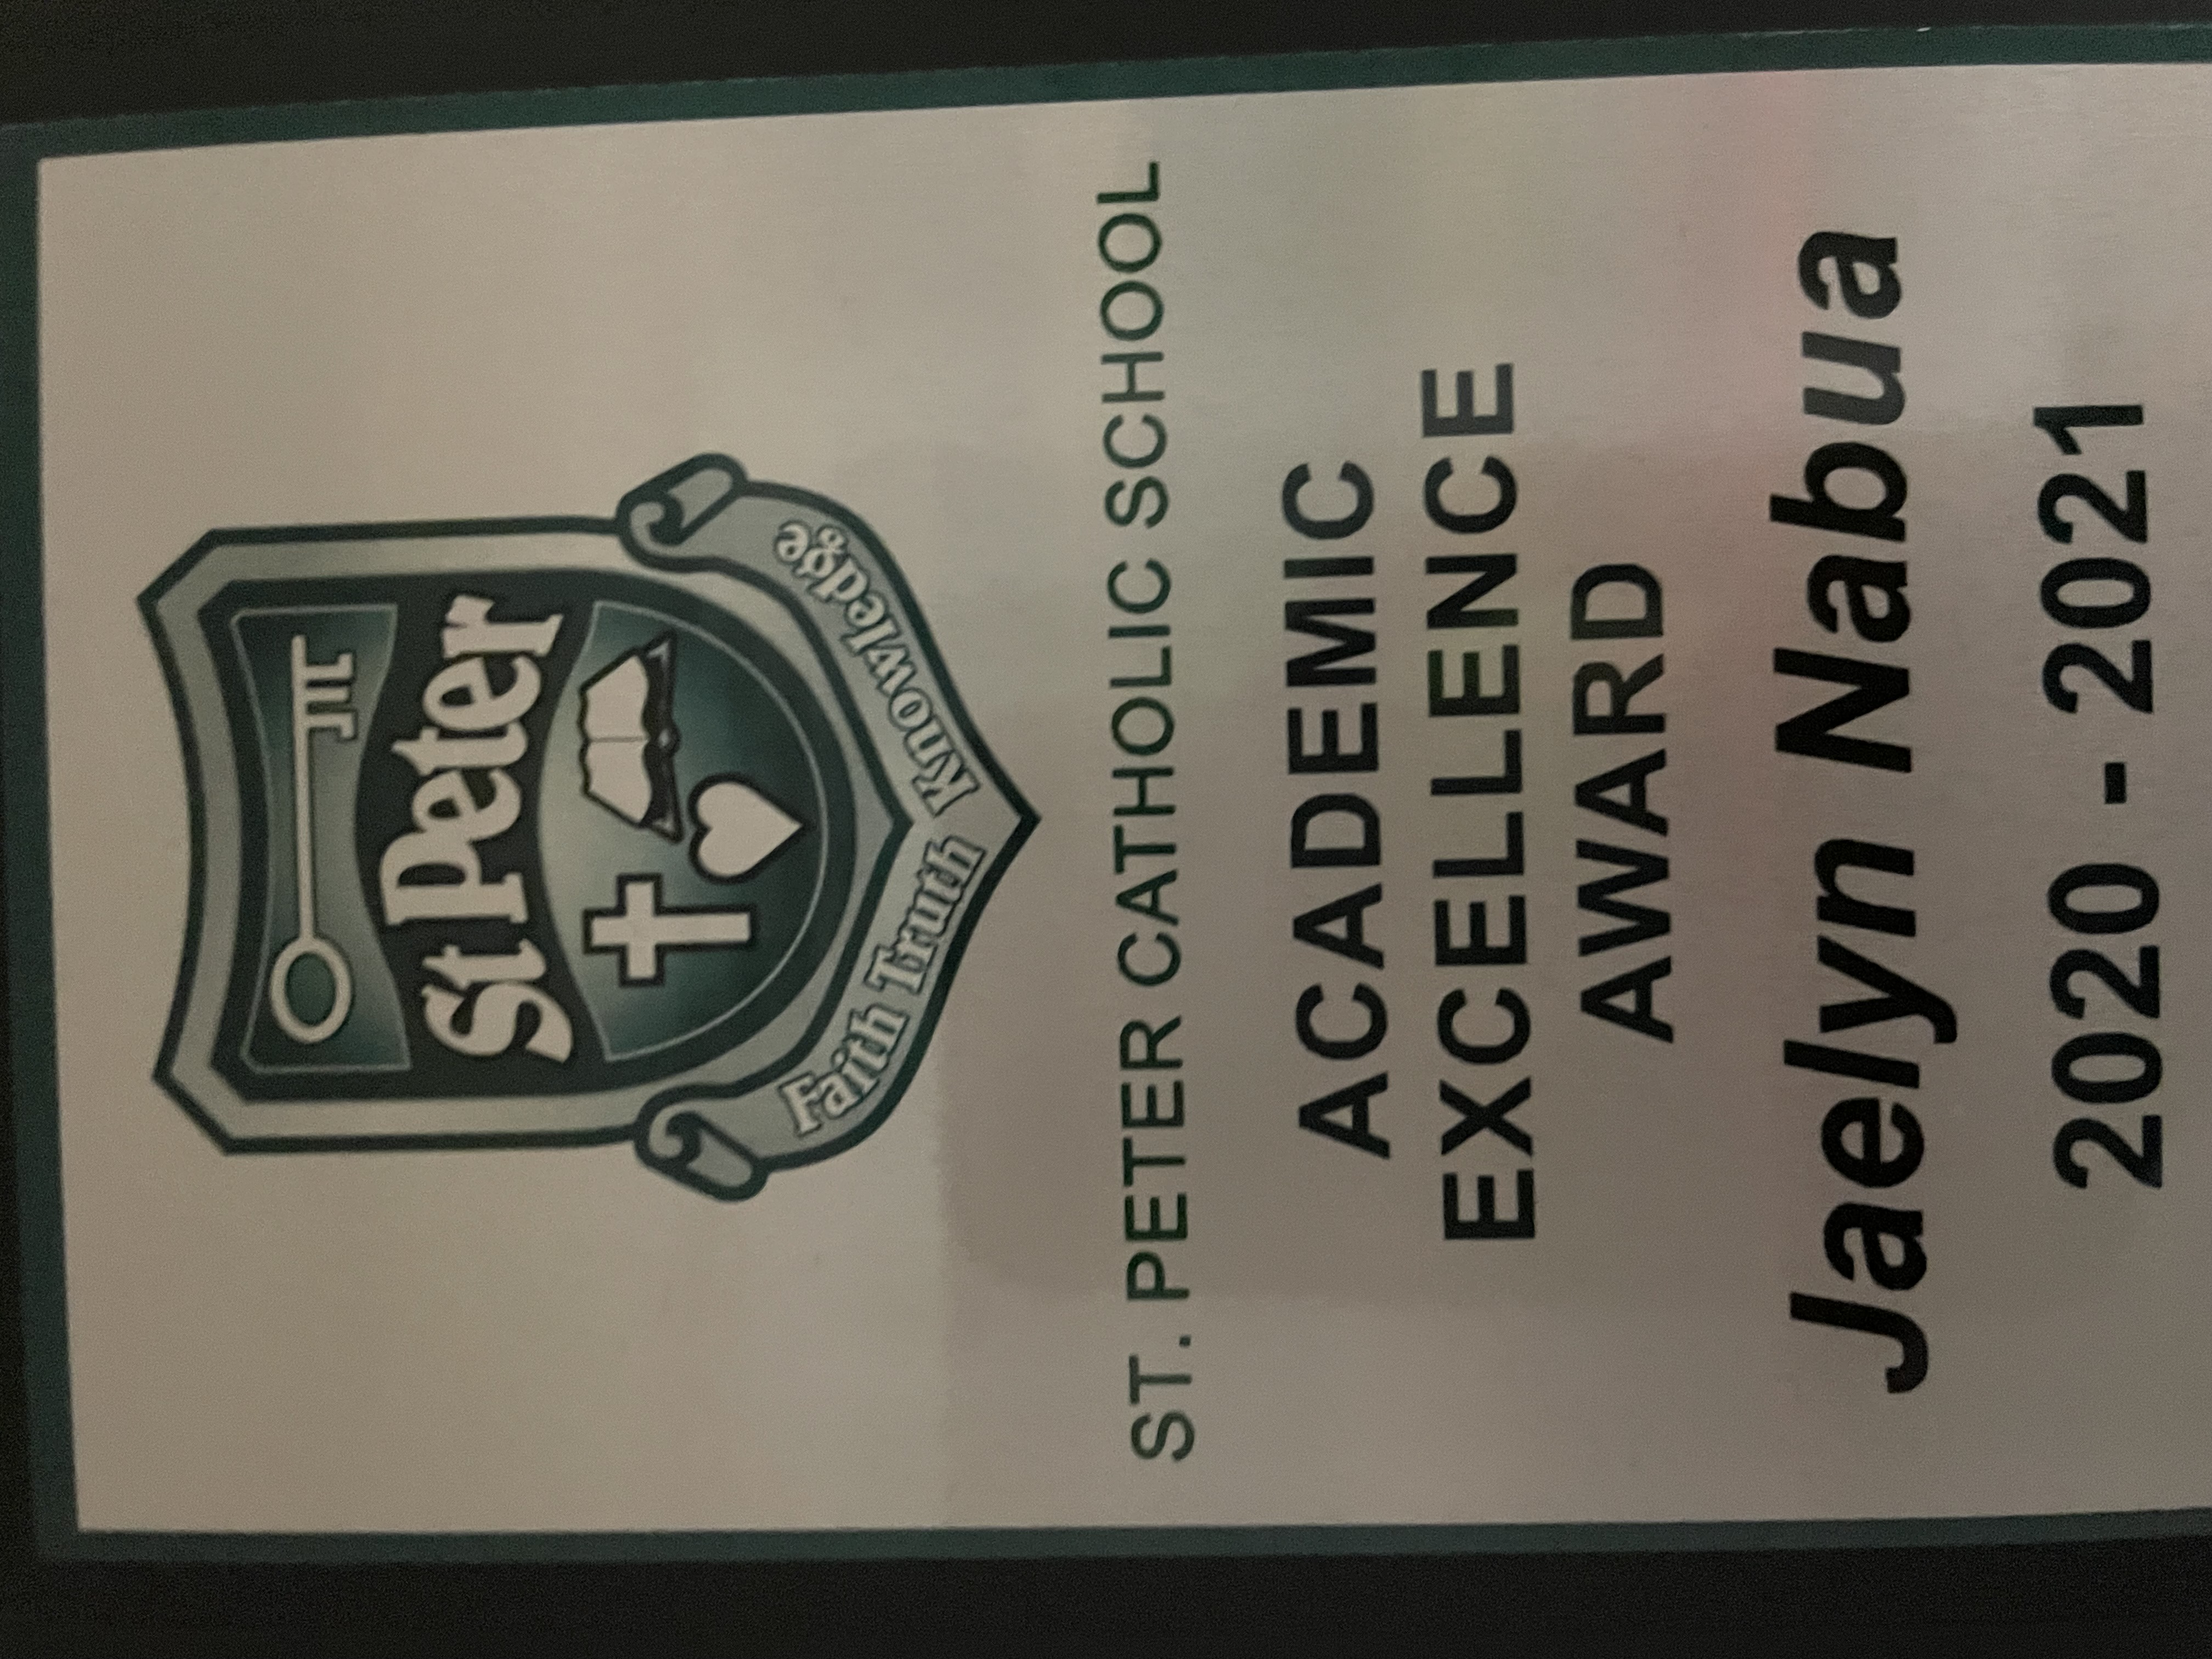 St Peter
Faith Truth Knowledge
ST. PETER CATHOLIC SCHOOL
ACADEMIC
EXCELLENCE
AWARD
Jaelyn Nabua
2020 - 2021